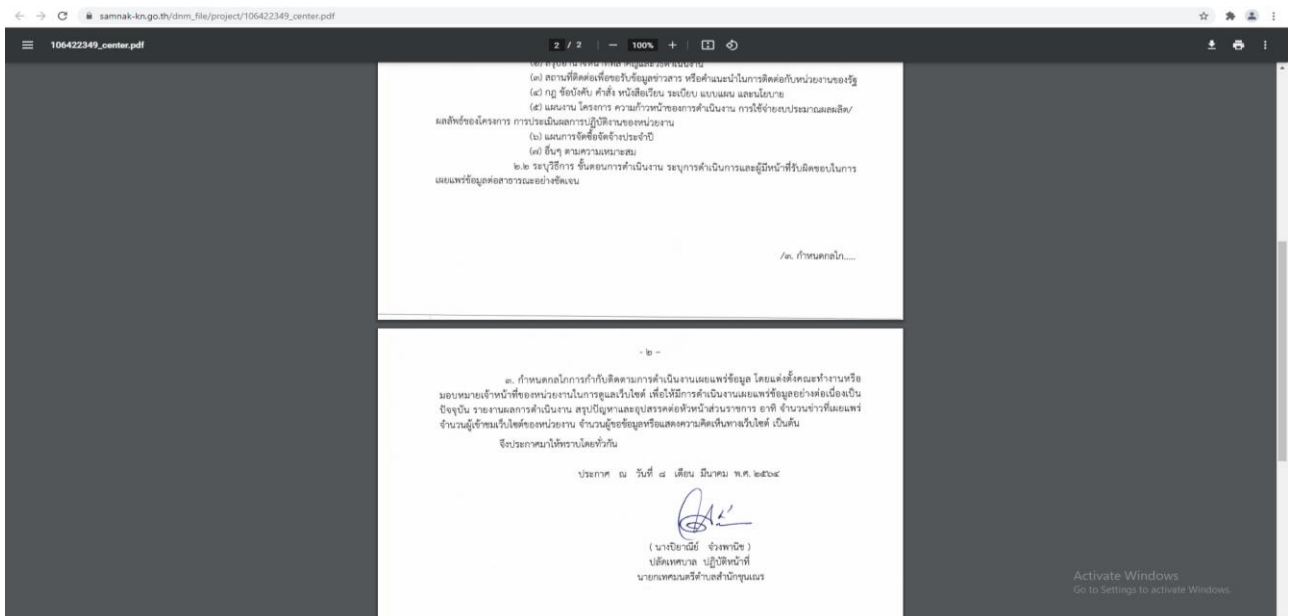 samnak-kn.go.th/dnm_file/project/106422349_center.pdf
106422349_center.pdf
2 / 2
100%
(๓) สถานที่ติดต่อเพื่อขอรับข้อมูลข่าวสาร หรือคำแนะนำในการติดต่อกับหน่วยงานของรัฐ
(๔) กฎ ข้อบังคับ คำสั่ง หนังสือเวียน ระเบียบ แบบแผน และนโยบาย
(๕) แผนงาน โครงการ ความก้าวหน้าของการดำเนินงาน การใช้จ่ายงบประมาณผลผลิต/
ผลลัพธ์ของโครงการ การประเมินผลการปฏิบัติงานของหน่วยงาน
(๖) แผนการจัดซื้อจัดจ้างประจำปี
(๗) อื่นๆ ตามความเหมาะสม
๒.๒ ระบุวิธีการ ขั้นตอนการดำเนินงาน ระบุการดำเนินการและผู้มีหน้าที่รับผิดชอบในการ
เผยแพร่ข้อมูลต่อสาธารณะอย่างชัดเจน
/๓. กำหนดกลไก.....
- ๒ -
๓. กำหนดกลไกการกำกับติดตามการดำเนินงานเผยแพร่ข้อมูล โดยแต่งตั้งคณะทำงานหรือ
มอบหมายเจ้าหน้าที่ของหน่วยงานในการดูแลเว็บไซต์ เพื่อให้มีการดำเนินงานเผยแพร่ข้อมูลอย่างต่อเนื่องเป็น
ปัจจุบัน รายงานผลการดำเนินงาน สรุปปัญหาและอุปสรรคต่อหัวหน้าส่วนราชการ อาทิ จำนวนข่าวที่เผยแพร่
จำนวนผู้เข้าชมเว็บไซต์ของหน่วยงาน จำนวนผู้ขอข้อมูลหรือแสดงความคิดเห็นทางเว็บไซต์ เป็นต้น
จึงประกาศมาให้ทราบโดยทั่วกัน
ประกาศ ณ วันที่ ๘ เดือน มีนาคม พ.ศ. ๒๕๖๔
( นางปิยาณีย์ จ๋วงพานิช )
ปลัดเทศบาล ปฏิบัติหน้าที่
นายกเทศมนตรีตำบลสำนักขุนเณร
Activate Windows
Go to Settings to activate Windows.